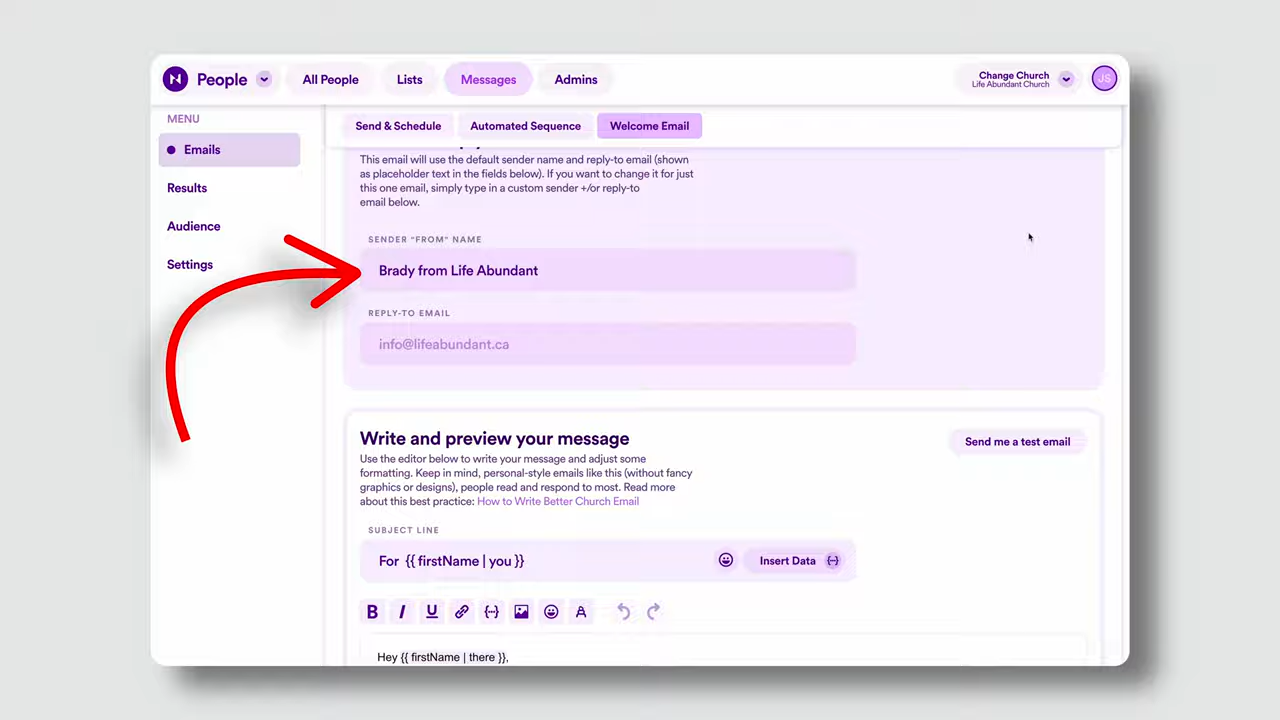 N People All People Lists Messages Admins Change Church JS
Life Abundant Church
MENU
Emails
Results
Audience
Settings
Send & Schedule Automated Sequence Welcome Email
This email will use the default sender name and reply-to email (shown
as placeholder text in the fields below). If you want to change it for just
this one email, simply type in a custom sender +/or reply-to
email below.
SENDER "FROM" NAME
Brady from Life Abundant
REPLY-TO EMAIL
info@lifeabundant.ca
Write and preview your message
Send me a test email
Use the editor below to write your message and adjust some
formatting. Keep in mind, personal-style emails like this (without fancy
graphics or designs), people read and respond to most. Read more
about this best practice: How to Write Better Church Email
SUBJECT LINE
For {{ firstName | you }} Insert Data {--}
B I U {--} A
Hey {{ firstName | there }},